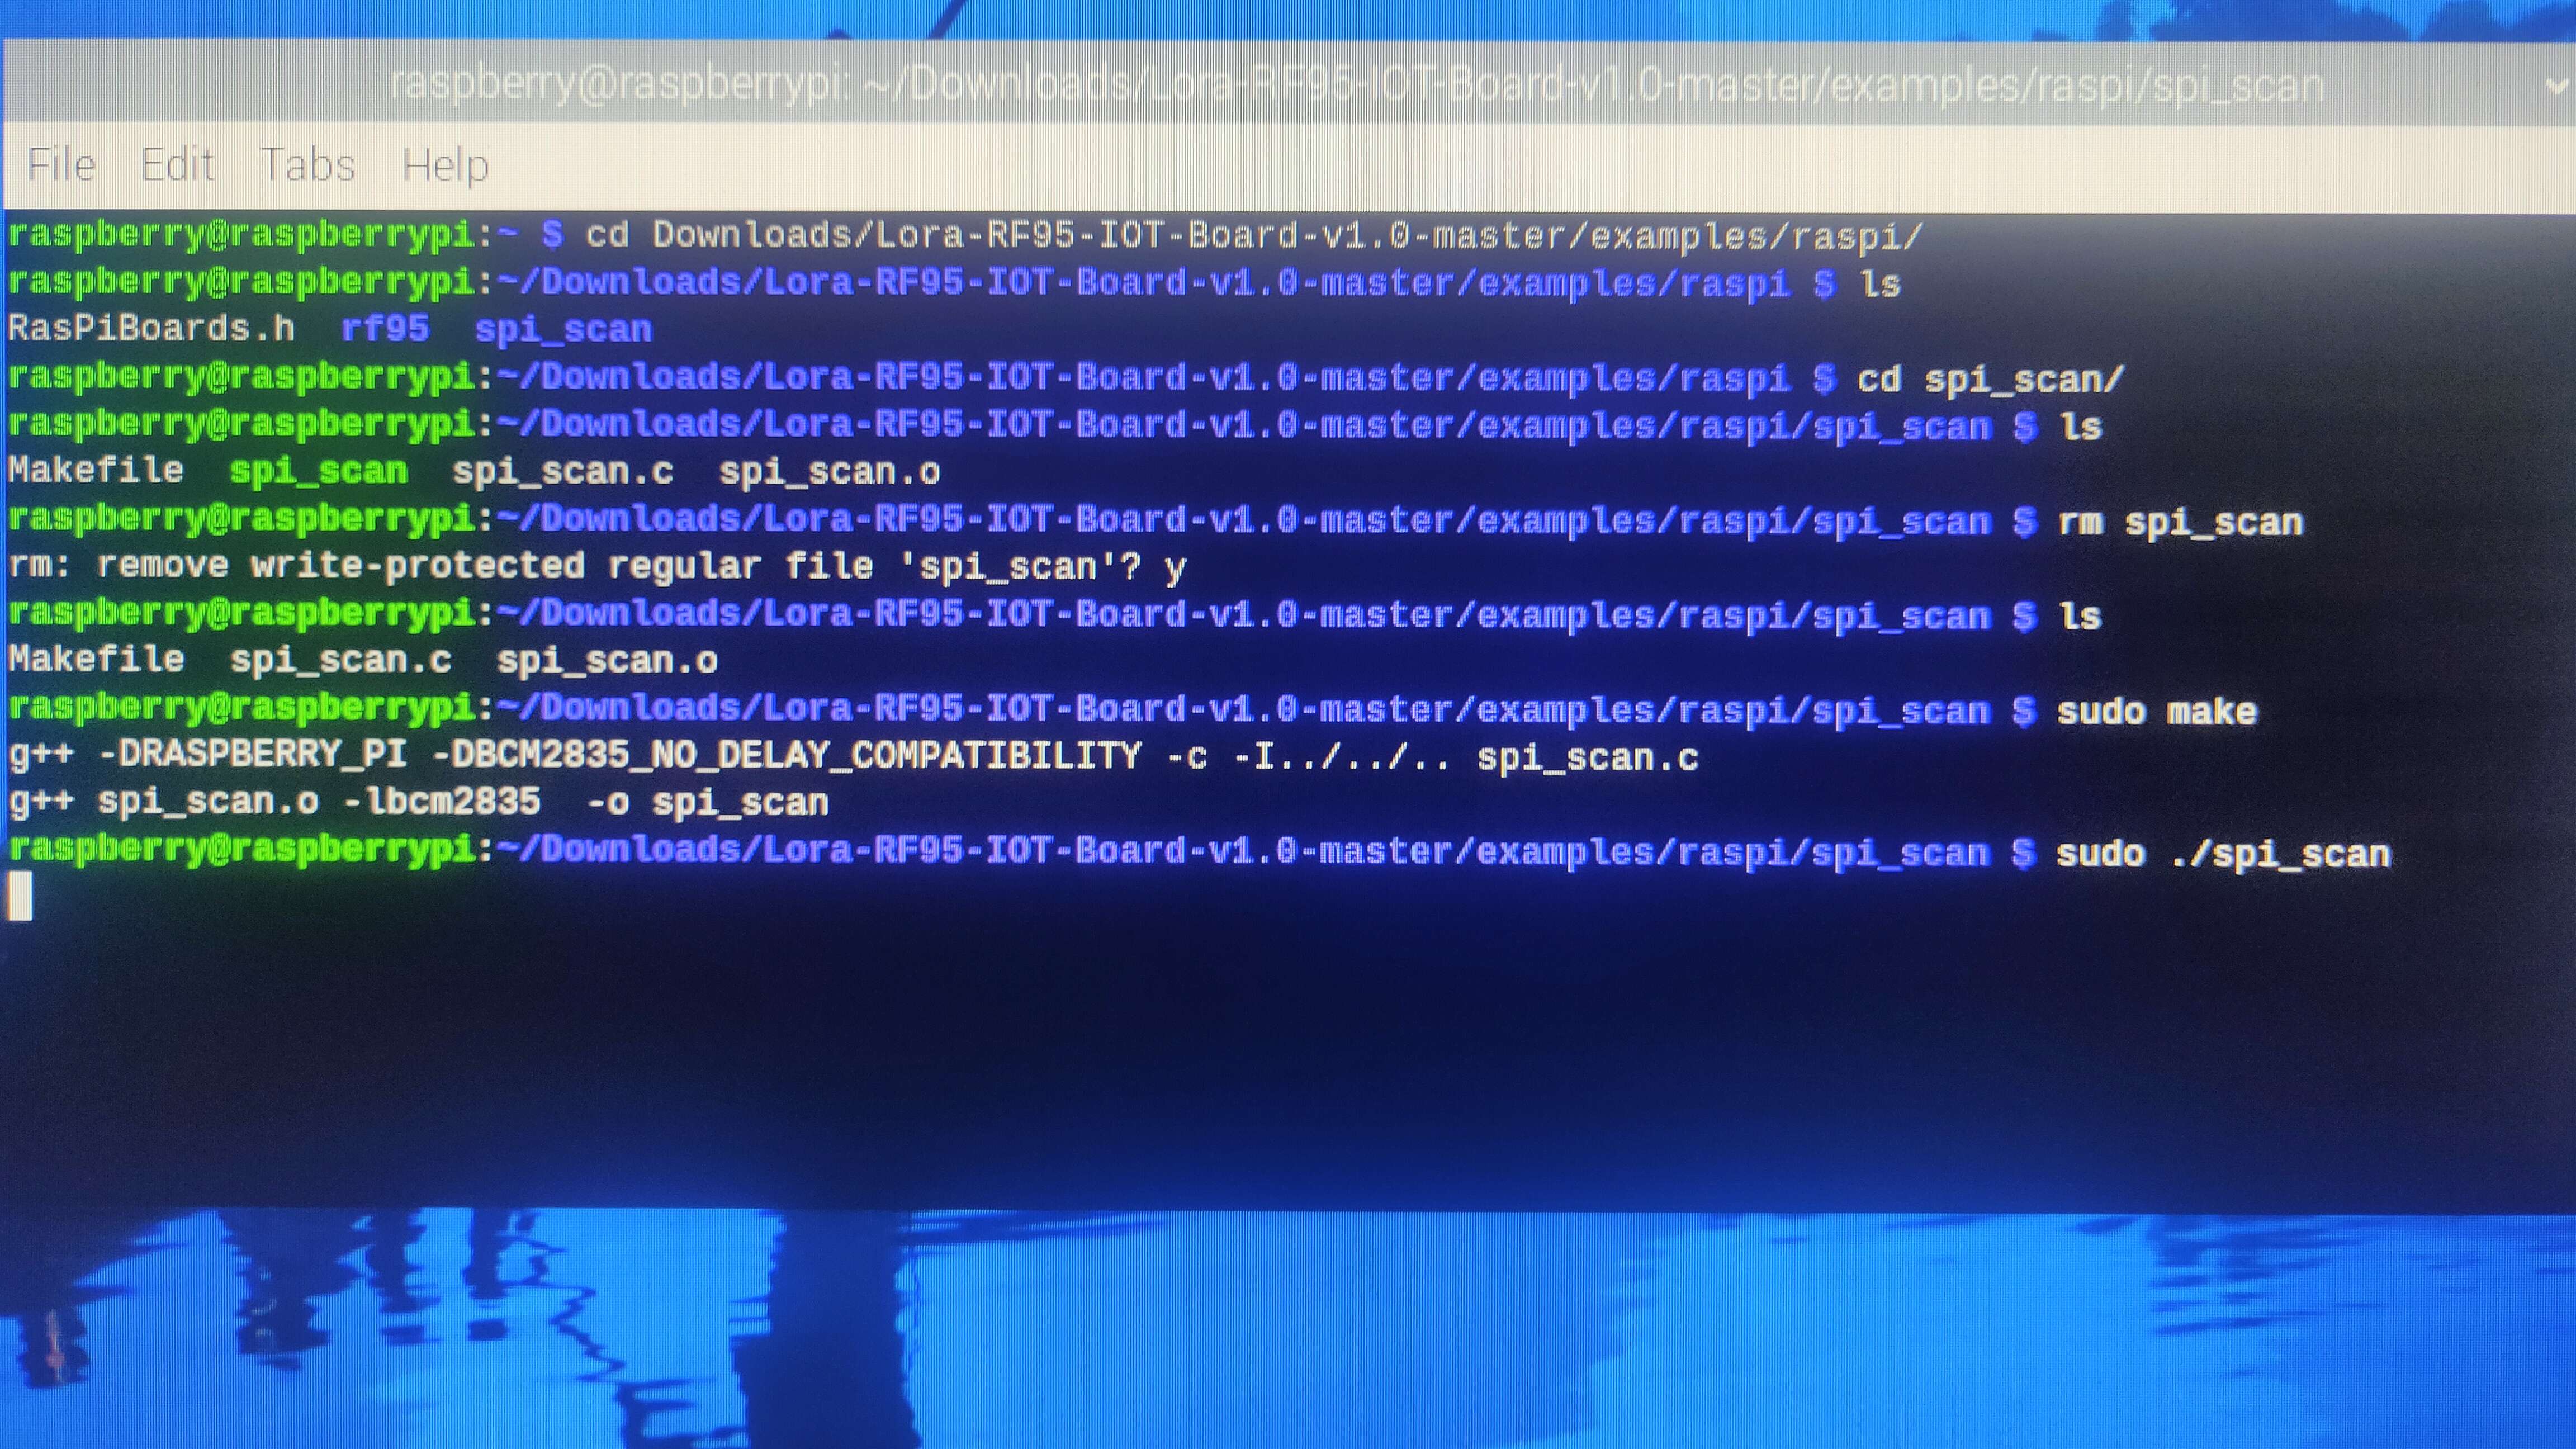 raspberry@raspberrypi: ~/Downloads/Lora-RF95-IOT-Board-v1.0-master/examples/raspi/spi_scan
File Edit Tabs Help
raspberry@raspberrypi:~ $ cd Downloads/Lora-RF95-IOT-Board-v1.0-master/examples/raspi/
raspberry@raspberrypi:~/Downloads/Lora-RF95-IOT-Board-v1.0-master/examples/raspi $ ls
RasPiBoards.h  rf95  spi_scan
raspberry@raspberrypi:~/Downloads/Lora-RF95-IOT-Board-v1.0-master/examples/raspi $ cd spi_scan/
raspberry@raspberrypi:~/Downloads/Lora-RF95-IOT-Board-v1.0-master/examples/raspi/spi_scan $ ls
Makefile  spi_scan  spi_scan.c  spi_scan.o
raspberry@raspberrypi:~/Downloads/Lora-RF95-IOT-Board-v1.0-master/examples/raspi/spi_scan $ rm spi_scan
rm: remove write-protected regular file 'spi_scan'? y
raspberry@raspberrypi:~/Downloads/Lora-RF95-IOT-Board-v1.0-master/examples/raspi/spi_scan $ ls
Makefile  spi_scan.c  spi_scan.o
raspberry@raspberrypi:~/Downloads/Lora-RF95-IOT-Board-v1.0-master/examples/raspi/spi_scan $ sudo make
g++ -DRASPBERRY_PI -DBCM2835_NO_DELAY_COMPATIBILITY -c -I../../.. spi_scan.c
g++ spi_scan.o -lbcm2835  -o spi_scan
raspberry@raspberrypi:~/Downloads/Lora-RF95-IOT-Board-v1.0-master/examples/raspi/spi_scan $ sudo ./spi_scan